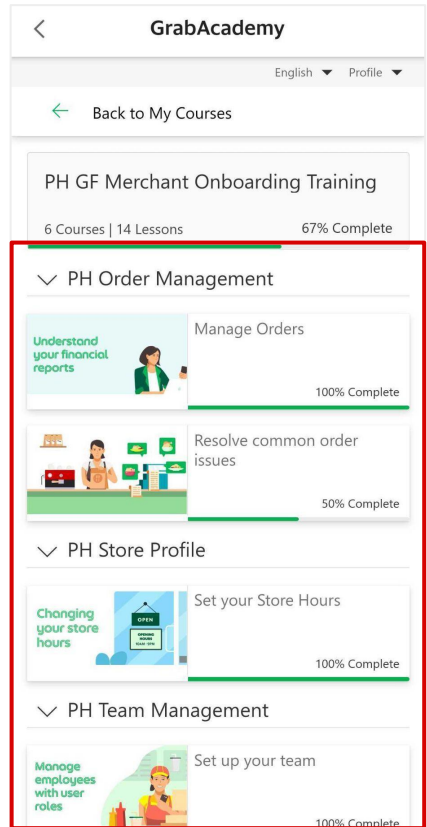 GrabAcademy
English Profile
Back to My Courses
PH GF Merchant Onboarding Training
6 Courses | 14 Lessons 67% Complete
PH Order Management
Understand
your financial
reports
Manage Orders
100% Complete
Resolve common order
issues
50% Complete
PH Store Profile
Changing
your store
hours
OPEN
OPENING
HOURS
Set your Store Hours
100% Complete
PH Team Management
Manage
employees
with user
roles
Set up your team
100% Complete